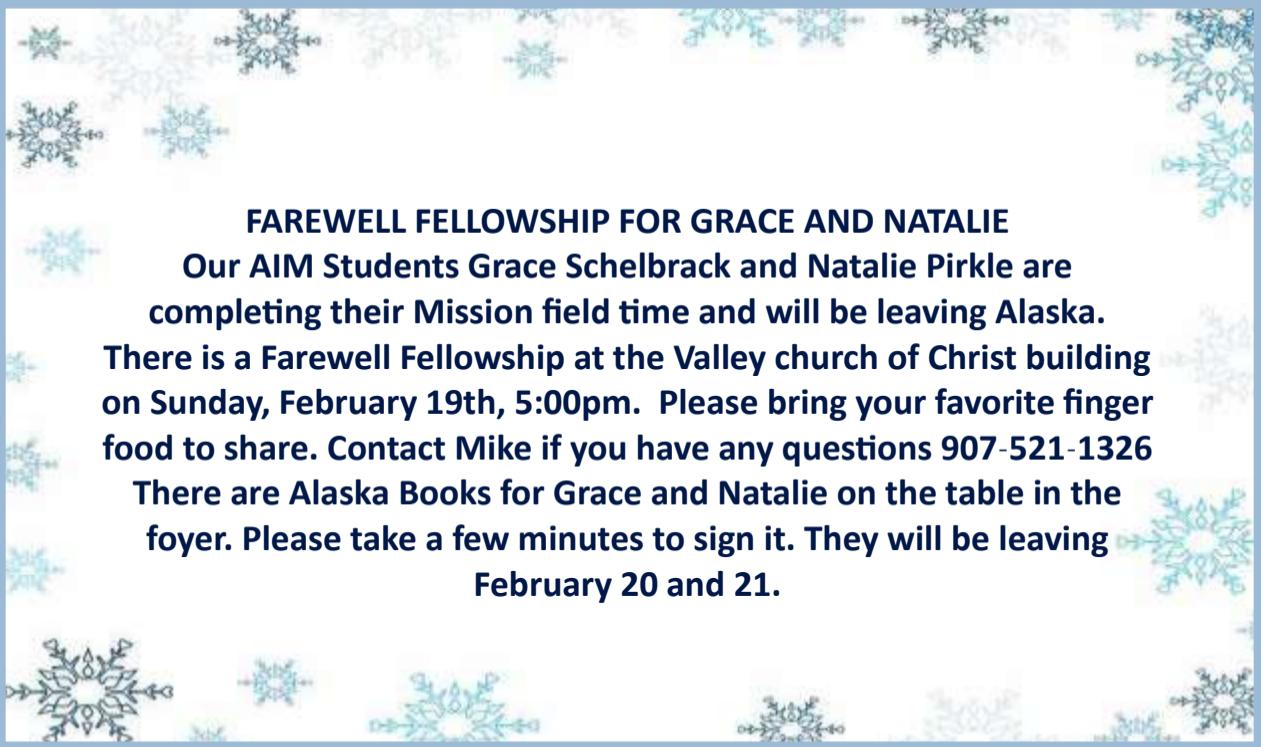 FAREWELL FELLOWSHIP FOR GRACE AND NATALIE
Our AIM Students Grace Schelbrack and Natalie Pirkle are
completing their Mission field time and will be leaving Alaska.
There is a Farewell Fellowship at the Valley church of Christ building
on Sunday, February 19th, 5:00pm.  Please bring your favorite finger
food to share. Contact Mike if you have any questions 907-521-1326
There are Alaska Books for Grace and Natalie on the table in the
foyer. Please take a few minutes to sign it. They will be leaving
February 20 and 21.